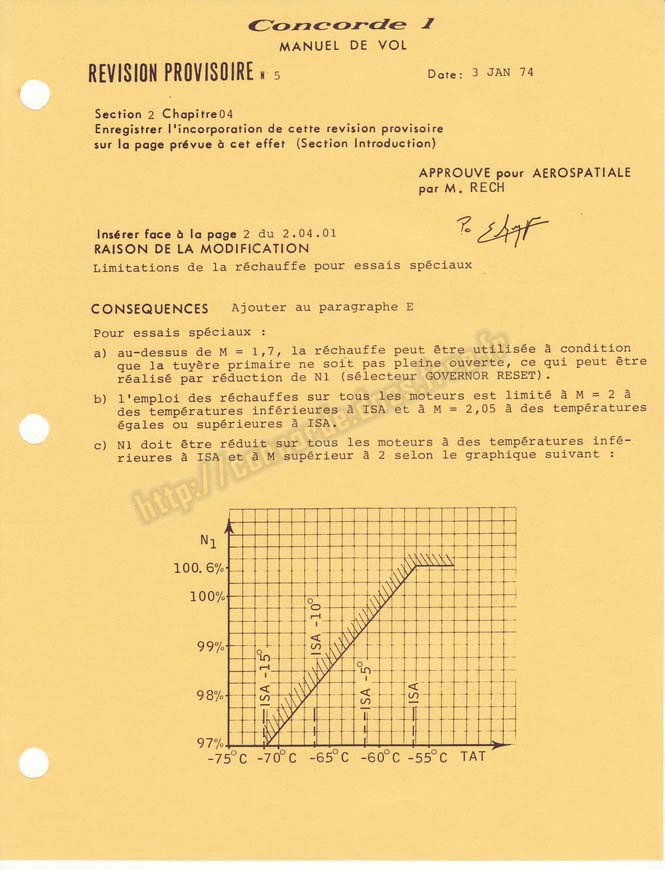 Concorde 1
MANUEL DE VOL
REVISION PROVISOIRE N° 5
Date: 3 JAN 74
Section 2 Chapitre 04
Enregistrer l'incorporation de cette revision provisoire
sur la page prévue à cet effet (Section Introduction)
APPROUVE pour AEROSPATIALE
par M. RECH
Po
Insérer face à la page 2 du 2.04.01
RAISON DE LA MODIFICATION
Limitations de la réchauffe pour essais spéciaux
CONSEQUENCES Ajouter au paragraphe E
Pour essais spéciaux :
a) au-dessus de M = 1,7, la réchauffe peut être utilisée à condition
que la tuyère primaire ne soit pas pleine ouverte, ce qui peut être
réalisé par réduction de N1 (sélecteur GOVERNOR RESET).
b) l'emploi des réchauffes sur tous les moteurs est limité à M = 2 à
des températures inférieures à ISA et à M = 2,05 à des températures
égales ou supérieures à ISA.
c) N1 doit être réduit sur tous les moteurs à des températures infé-
rieures à ISA et à M supérieur à 2 selon le graphique suivant :
N1
100.6%
100%
99%
98%
97%
ISA -15°
ISA -10°
ISA -5°
ISA
-75°C -70°C -65°C -60°C -55°C TAT